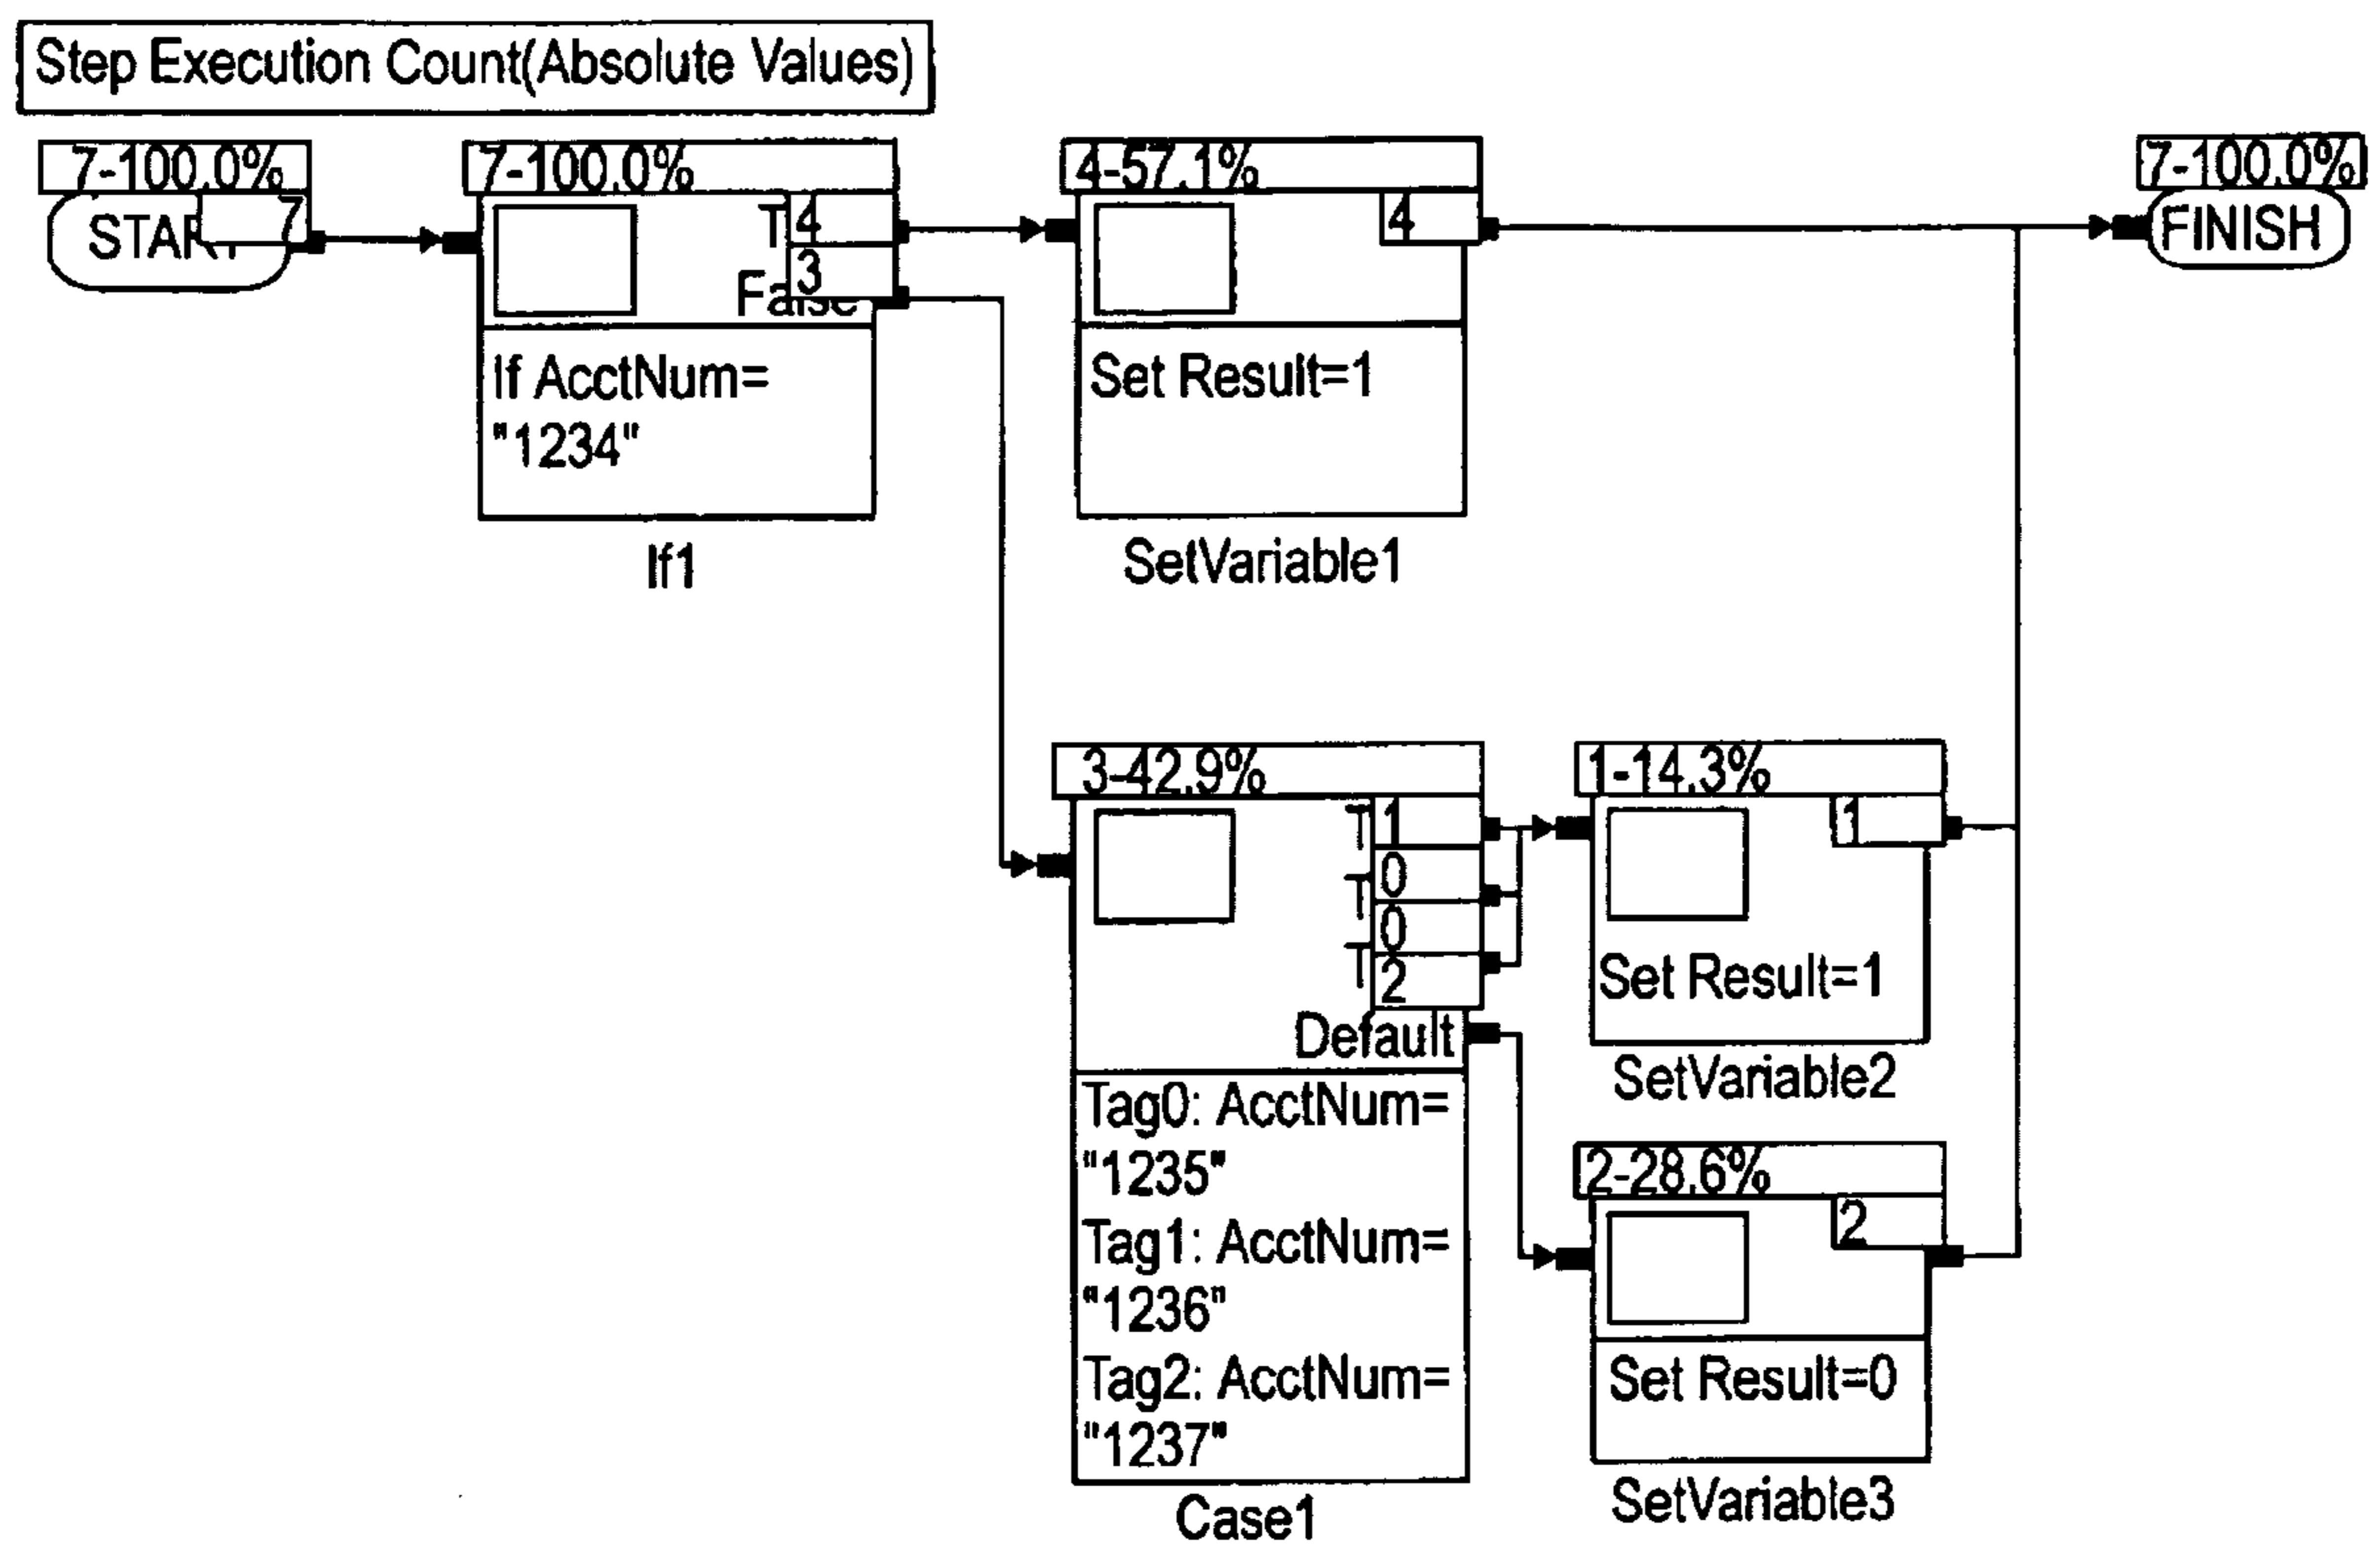 Step Execution Count(Absolute Values)
7-100.0%
7
START
7-100.0%
T 4
3
False
If AcctNum=
"1234"
If1
4-57.1%
4
Set Result=1
SetVariable1
7-100.0%
FINISH
3-42.9%
T 1
T 0
T 0
2
Default
Tag0: AcctNum=
"1235"
Tag1: AcctNum=
"1236"
Tag2: AcctNum=
"1237"
Case1
1-14.3%
1
Set Result=1
SetVariable2
2-28.6%
2
Set Result=0
SetVariable3